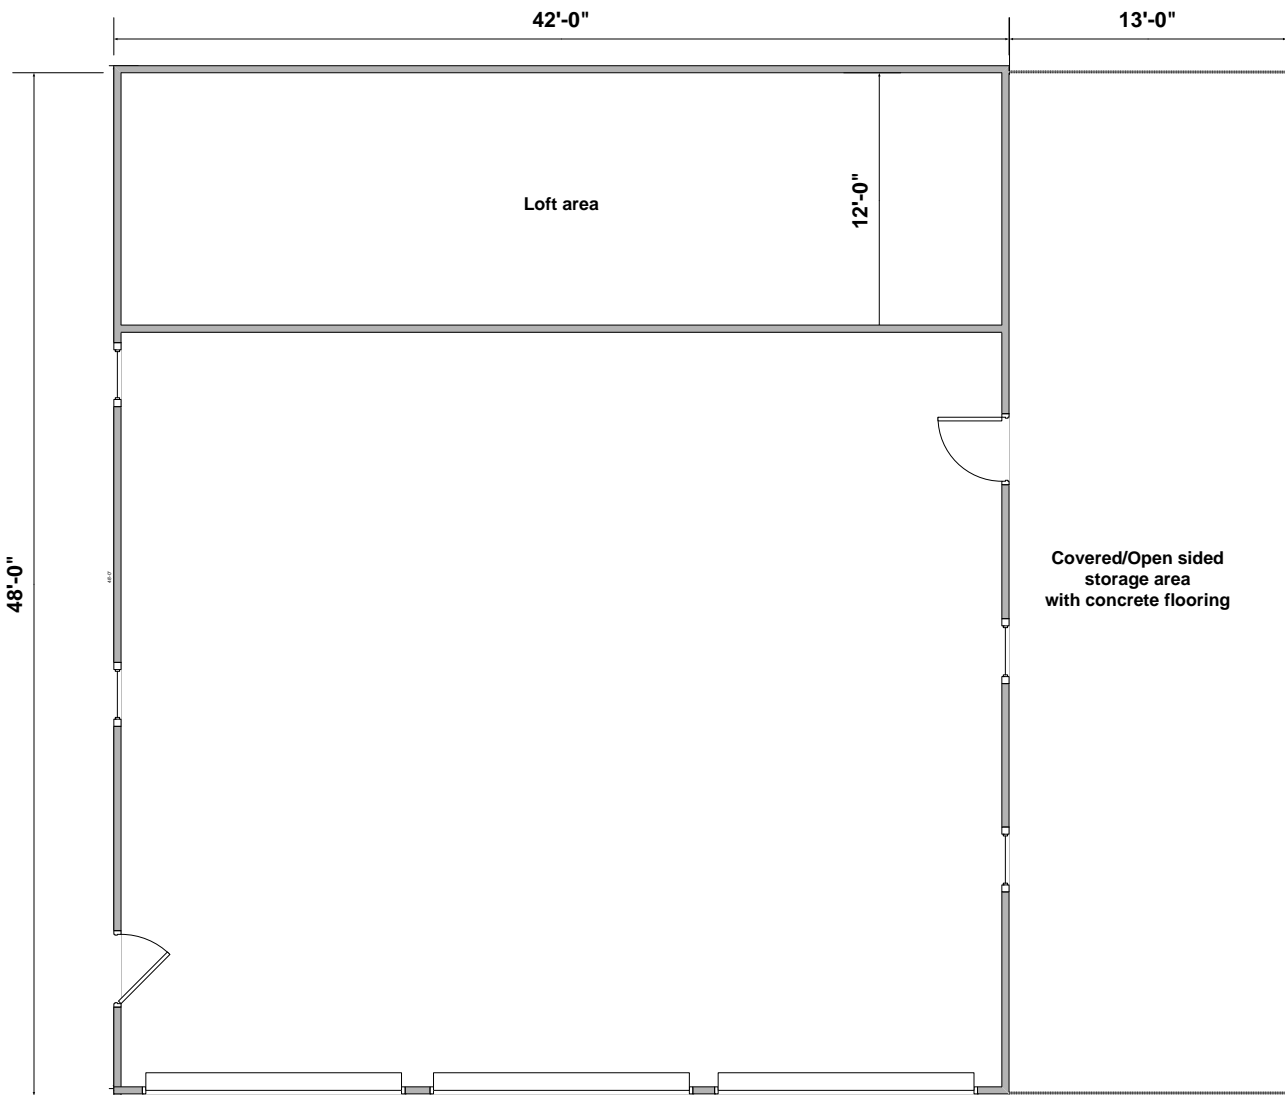 42'-0"
13'-0"
12'-0"
Loft area
48'-0"
Covered/Open sided
storage area
with concrete flooring